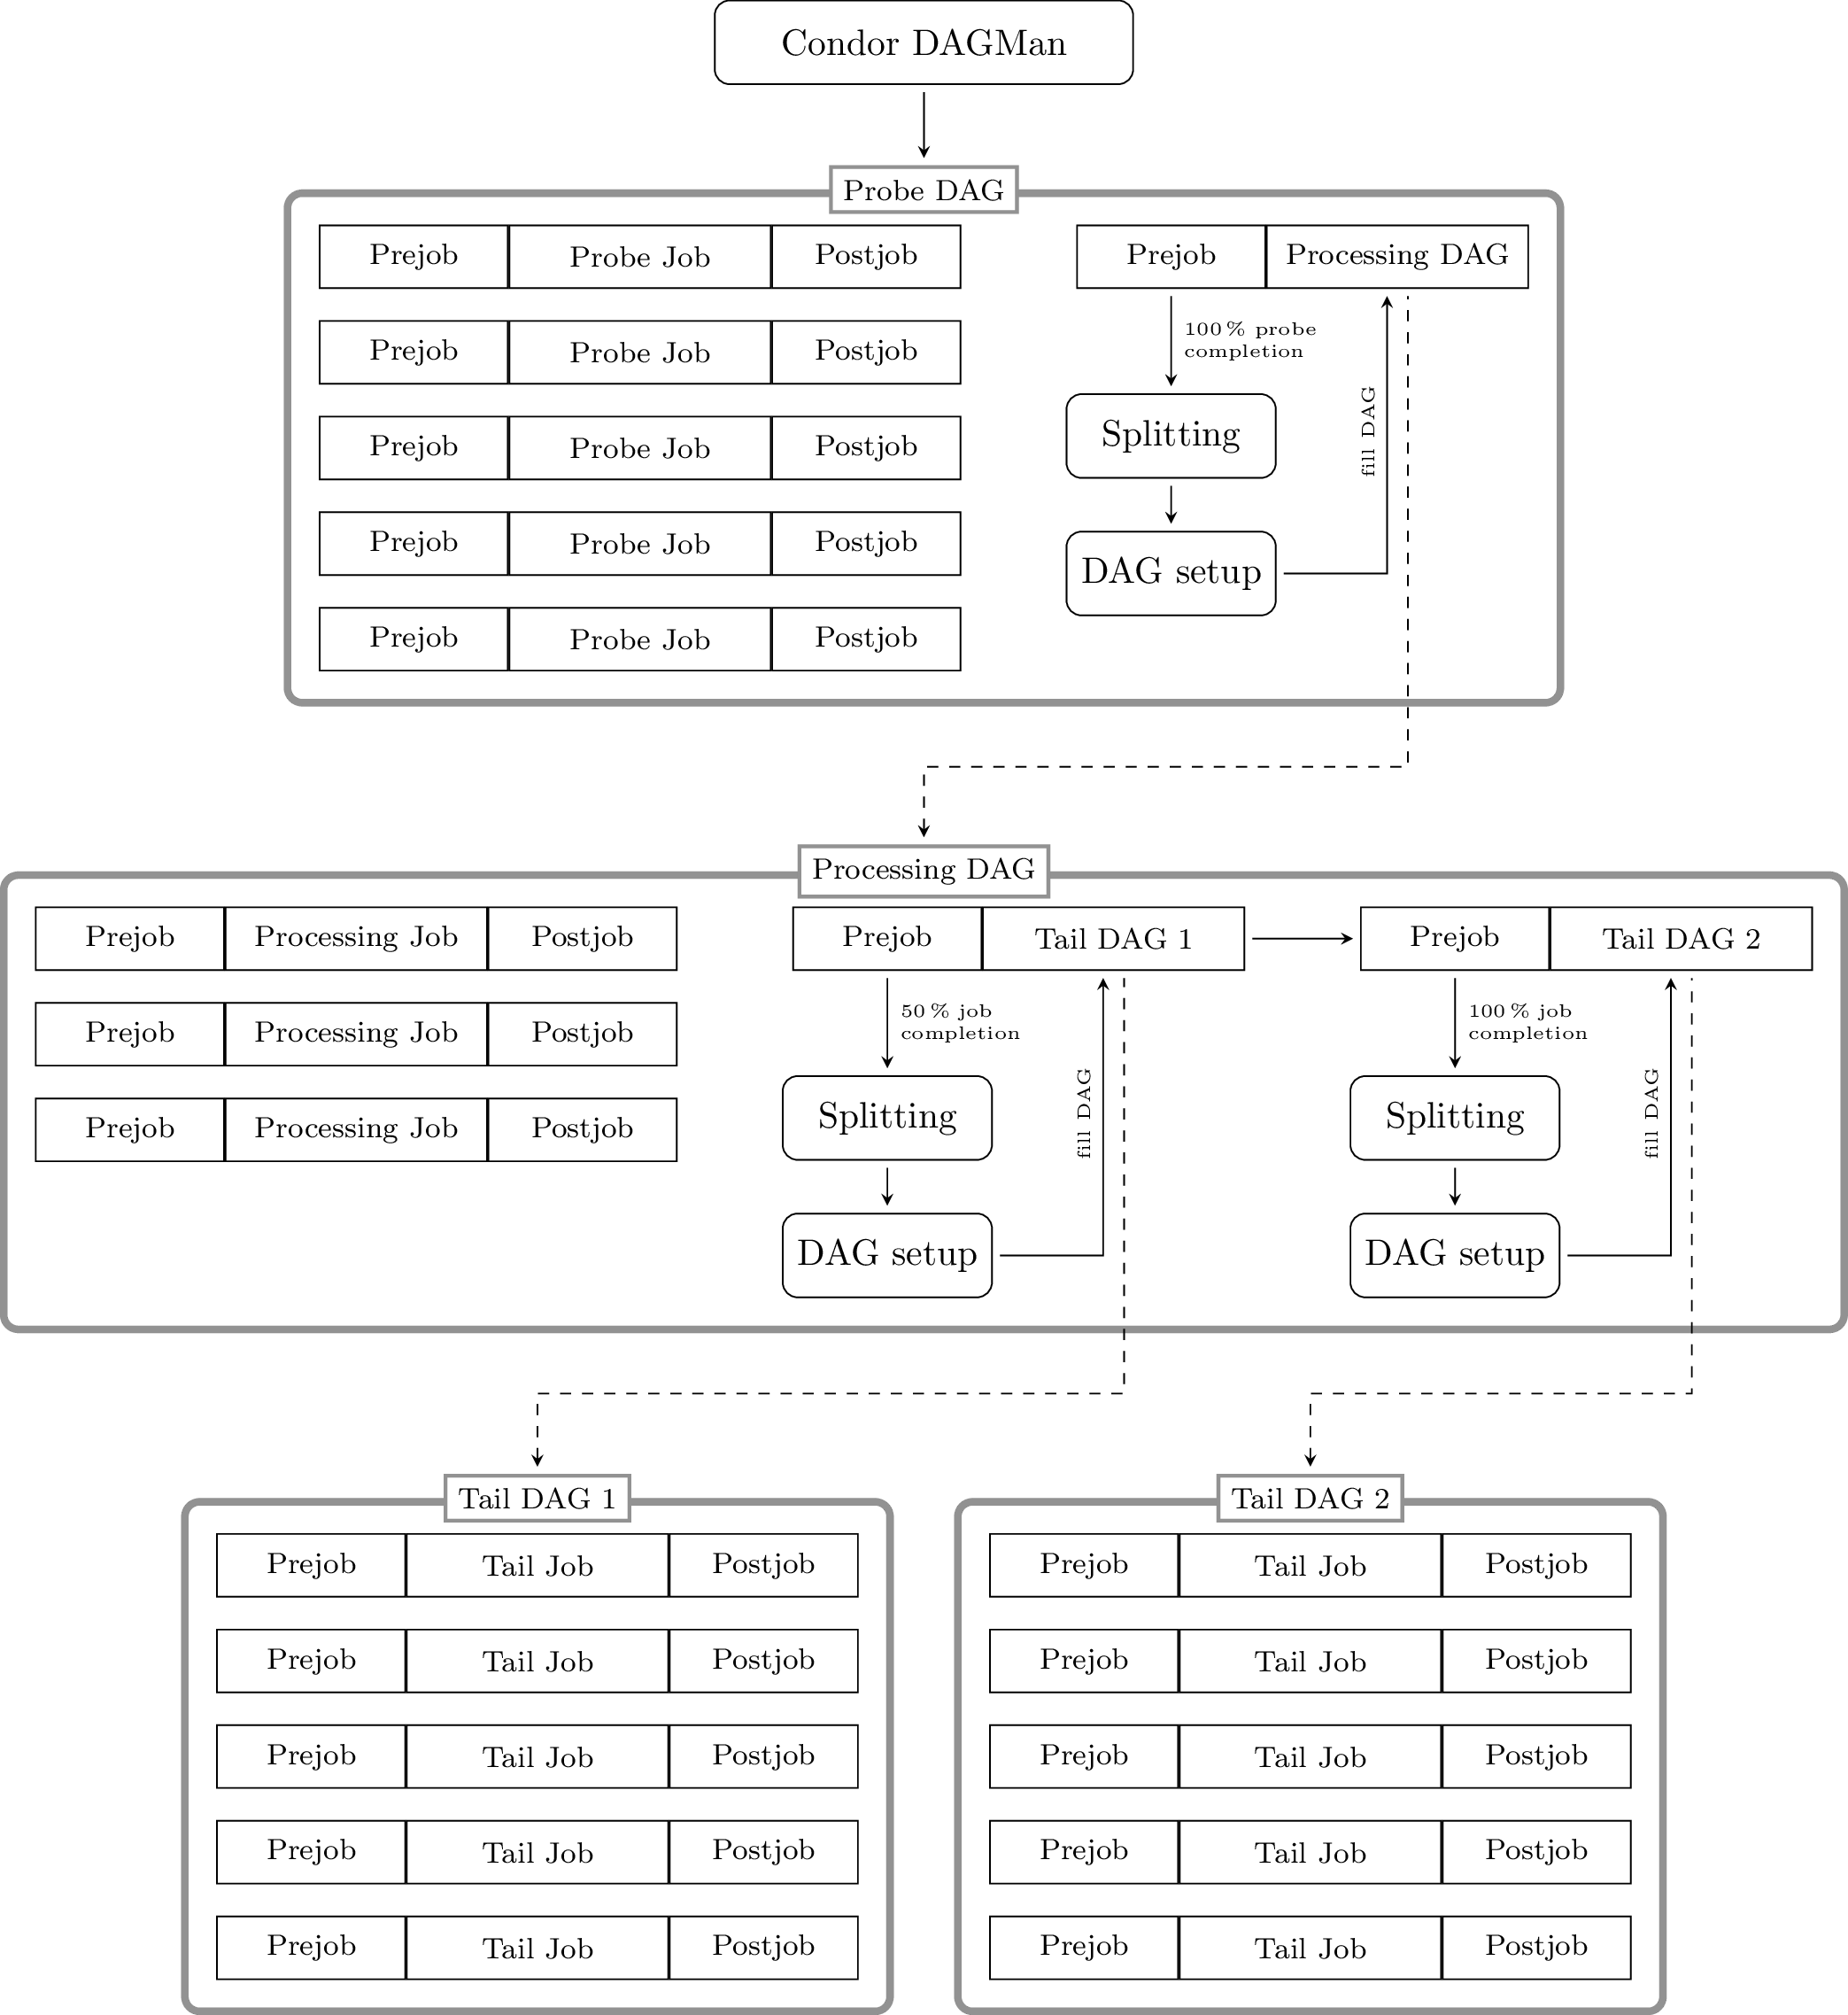 Condor DAGMan
Probe DAG
Prejob Probe Job Postjob
Prejob Probe Job Postjob
Prejob Probe Job Postjob
Prejob Probe Job Postjob
Prejob Probe Job Postjob
Prejob Processing DAG
100 % probe
completion
Splitting
DAG setup
fill DAG
Processing DAG
Prejob Processing Job Postjob
Prejob Processing Job Postjob
Prejob Processing Job Postjob
Prejob Tail DAG 1
50 % job
completion
Splitting
DAG setup
fill DAG
Prejob Tail DAG 2
100 % job
completion
Splitting
DAG setup
fill DAG
Tail DAG 1
Prejob Tail Job Postjob
Prejob Tail Job Postjob
Prejob Tail Job Postjob
Prejob Tail Job Postjob
Prejob Tail Job Postjob
Tail DAG 2
Prejob Tail Job Postjob
Prejob Tail Job Postjob
Prejob Tail Job Postjob
Prejob Tail Job Postjob
Prejob Tail Job Postjob